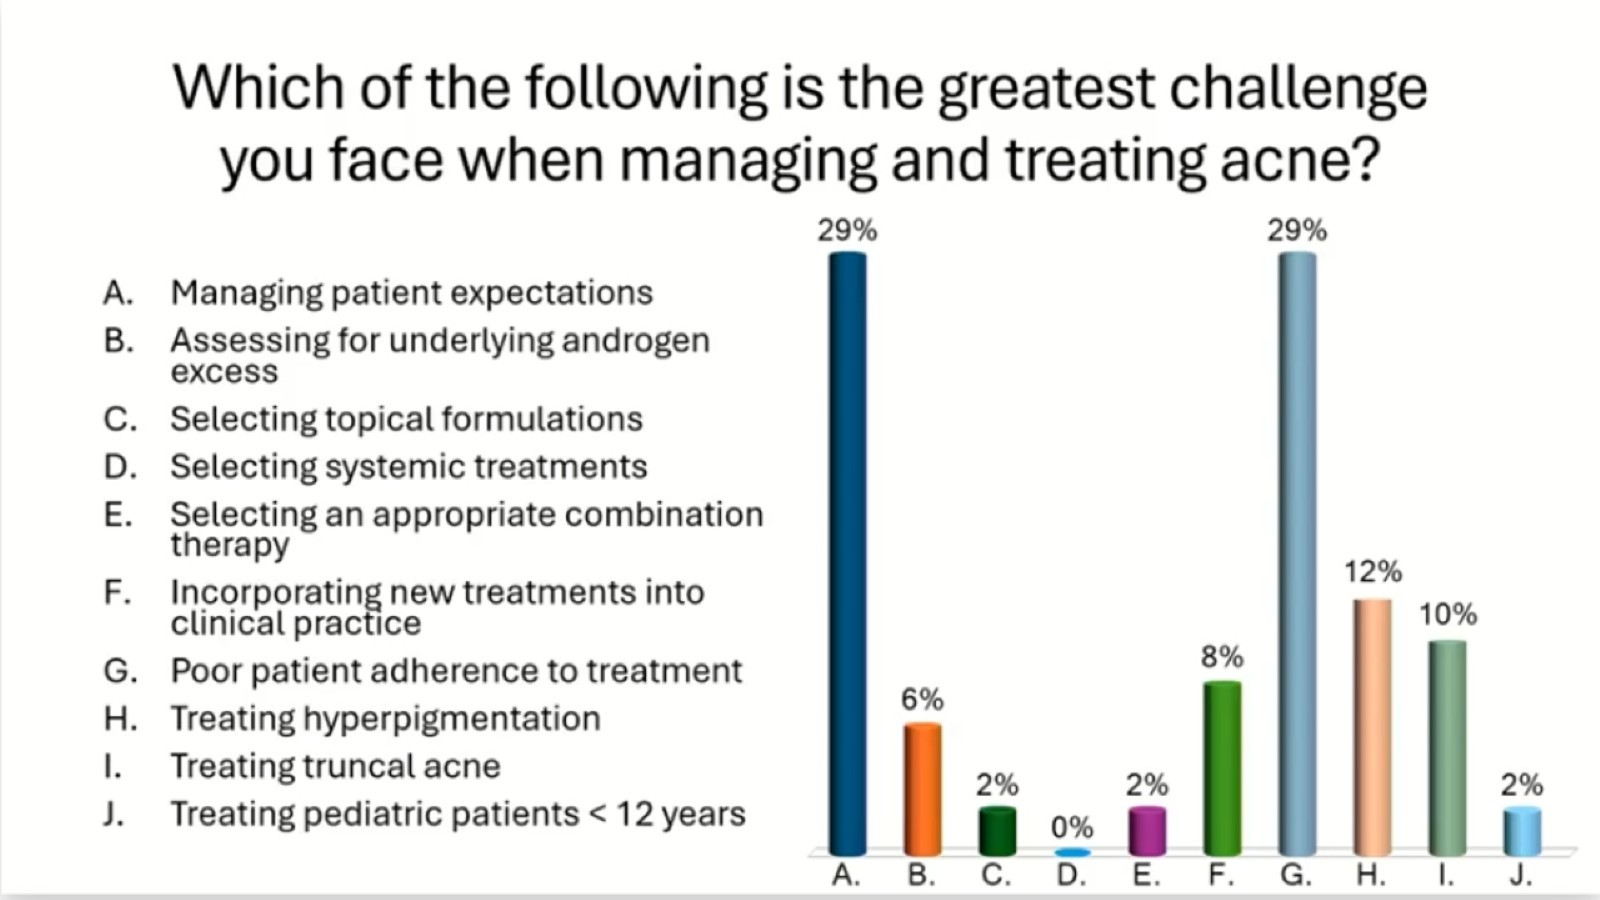 Which of the following is the greatest challenge
you face when managing and treating acne?
A. Managing patient expectations
B. Assessing for underlying androgen
excess
C. Selecting topical formulations
D. Selecting systemic treatments
E. Selecting an appropriate combination
therapy
F. Incorporating new treatments into
clinical practice
G. Poor patient adherence to treatment
H. Treating hyperpigmentation
I. Treating truncal acne
J. Treating pediatric patients < 12 years
29%
6%
2%
0%
2%
8%
29%
12%
10%
2%
A. B. C. D. E. F. G. H. I. J.